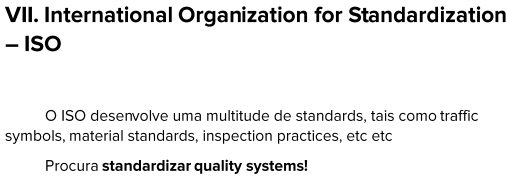 VII. International Organization for Standardization
– ISO
O ISO desenvolve uma multitude de standards, tais como traffic
symbols, material standards, inspection practices, etc etc
Procura standardizar quality systems!